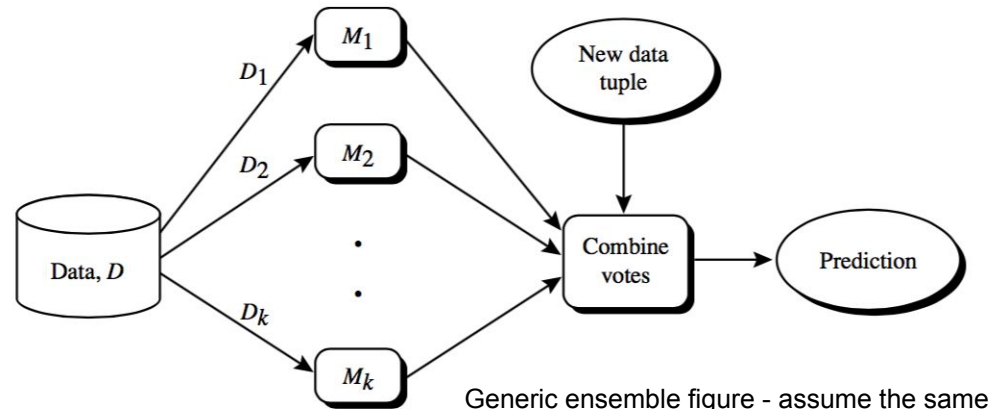 M1
D1
New data
tuple
D2
M2
Data, D
Combine
votes
Prediction
Dk
Mk
Generic ensemble figure - assume the same